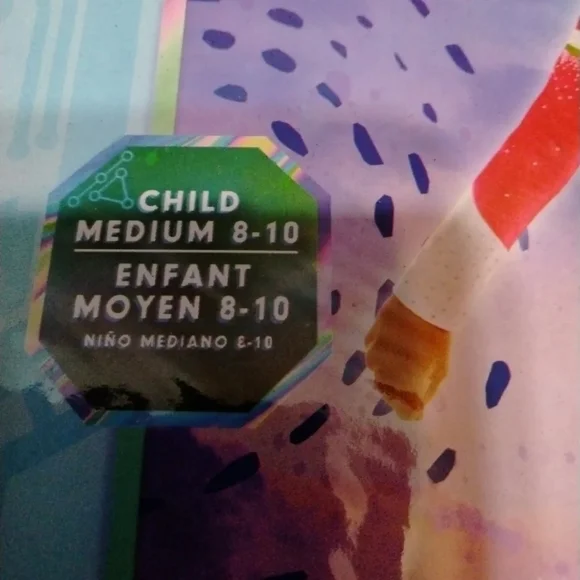 CHILD
MEDIUM 8-10
ENFANT
MOYEN 8-10
NIÑO MEDIANO 8-10